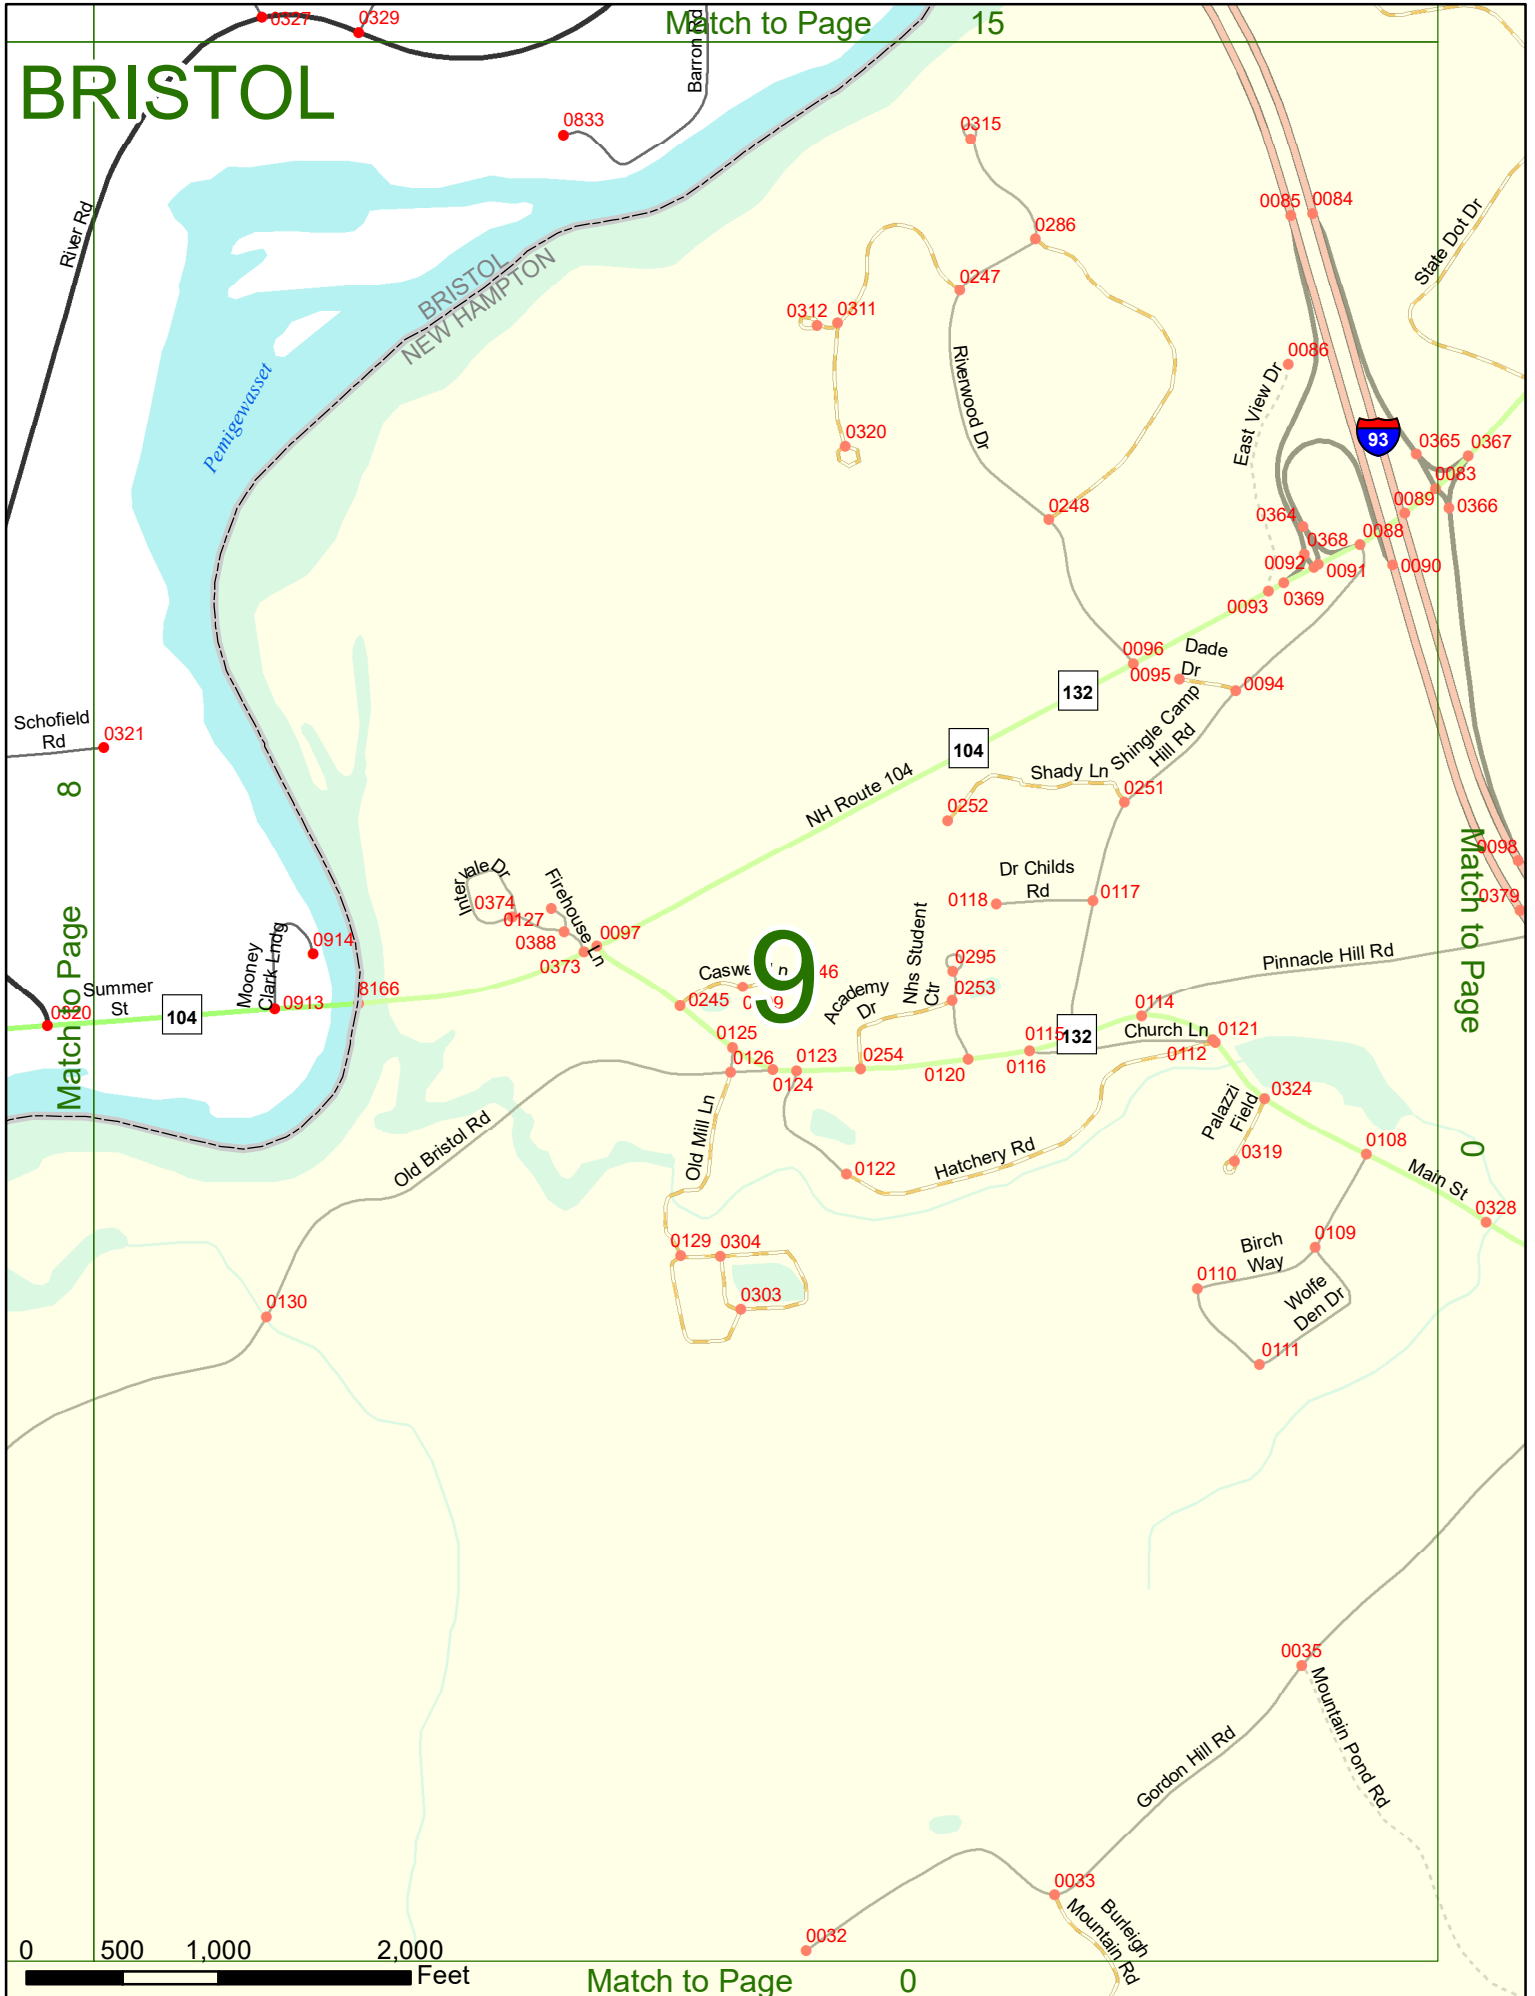 Match to Page 15
BRISTOL
0327
0329
Barron Rd
0833
0315
River Rd
0085
0084
State Dot Dr
0286
BRISTOL
NEW HAMPTON
0247
0312
0311
Pemigewasset
Riverwood Dr
0086
East View Dr
0320
93
0365
0367
0083
0089
0366
0248
0364
0088
0368
0092
0091
0090
0093
0369
0096
Dade
Dr
0095
0094
132
Schofield
Rd
0321
104
Shingle Camp
Hill Rd
NH Route 104
Shady Ln
0251
0252
8
Match to Page
0098
Intervale Dr
Firehouse Ln
Dr Childs
Rd
0374
0127
0118
0117
0379
0388
0097
0373
9
Nhs Student
Ctr
Mooney
Clark Lndg
0914
Pinnacle Hill Rd
0295
Academy
Dr
0253
Match to Page
Summer
St
8166
0913
0245
0320
104
0114
0125
0115
132
Church Ln
0121
0126
0123
0254
0120
0116
0112
0124
0324
Palazzi
Field
Old Mill Ln
Old Bristol Rd
Hatchery Rd
0122
0319
0108
0
Main St
0328
0129
0304
0109
Birch
Way
0110
0303
0130
Wolfe
Den Dr
0111
0035
Mountain Pond Rd
Gordon Hill Rd
0033
Burleigh
Mountain Rd
0032
0 500 1,000 2,000
Feet
Match to Page 0